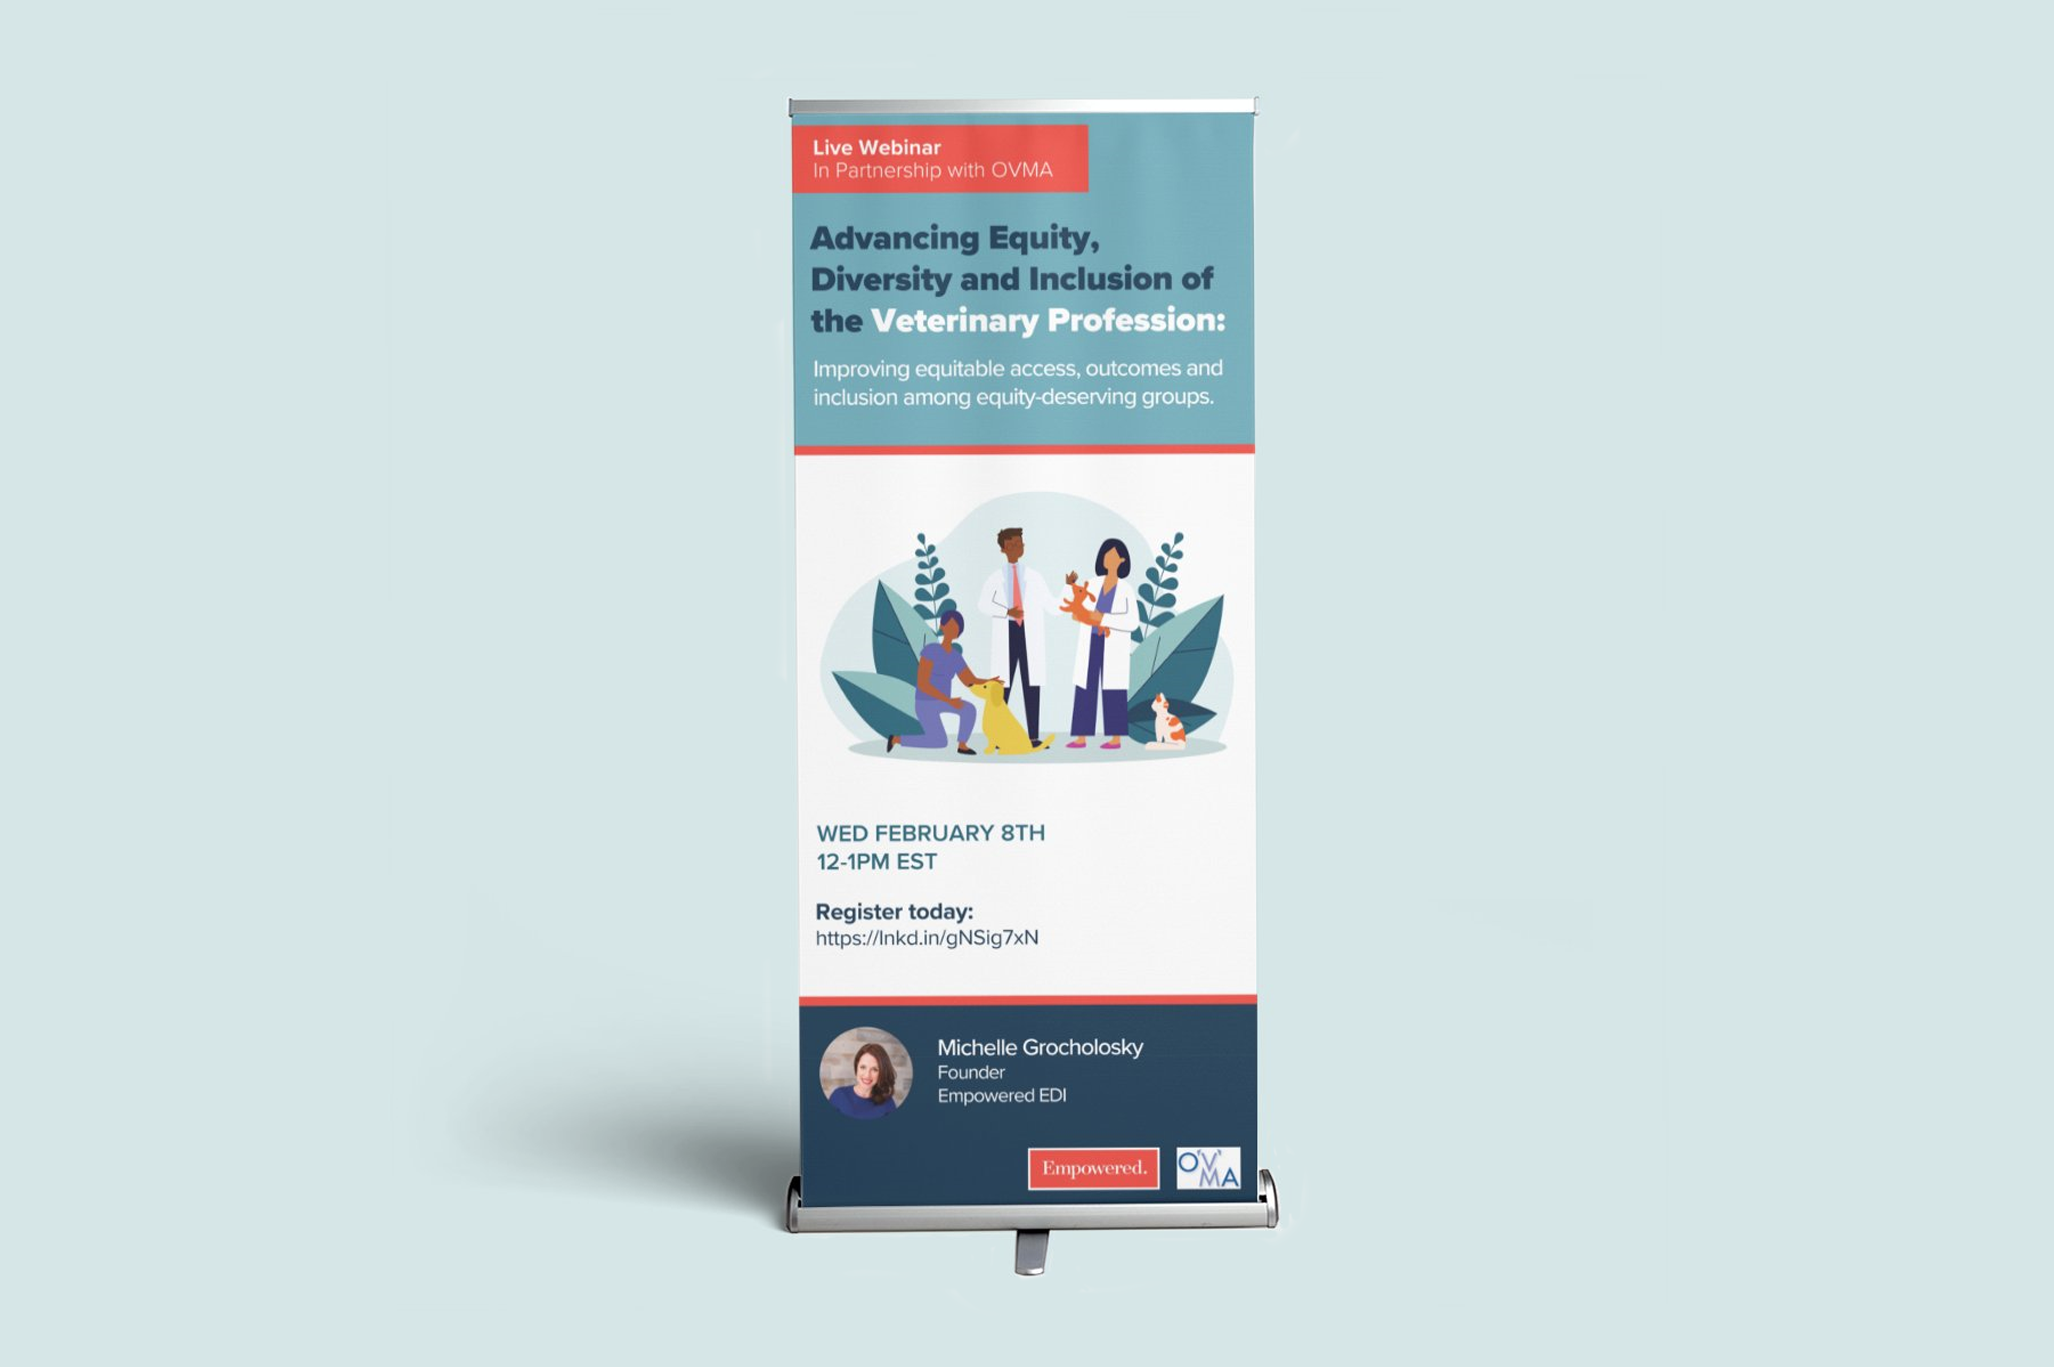 Live Webinar
In Partnership with OVMA
Advancing Equity,
Diversity and Inclusion of
the Veterinary Profession:
Improving equitable access, outcomes and
inclusion among equity-deserving groups.
WED FEBRUARY 8TH
12-1PM EST
Register today:
https://lnkd.in/gNSig7xN
Michelle Grocholosky
Founder
Empowered EDI
Empowered.
OVMA